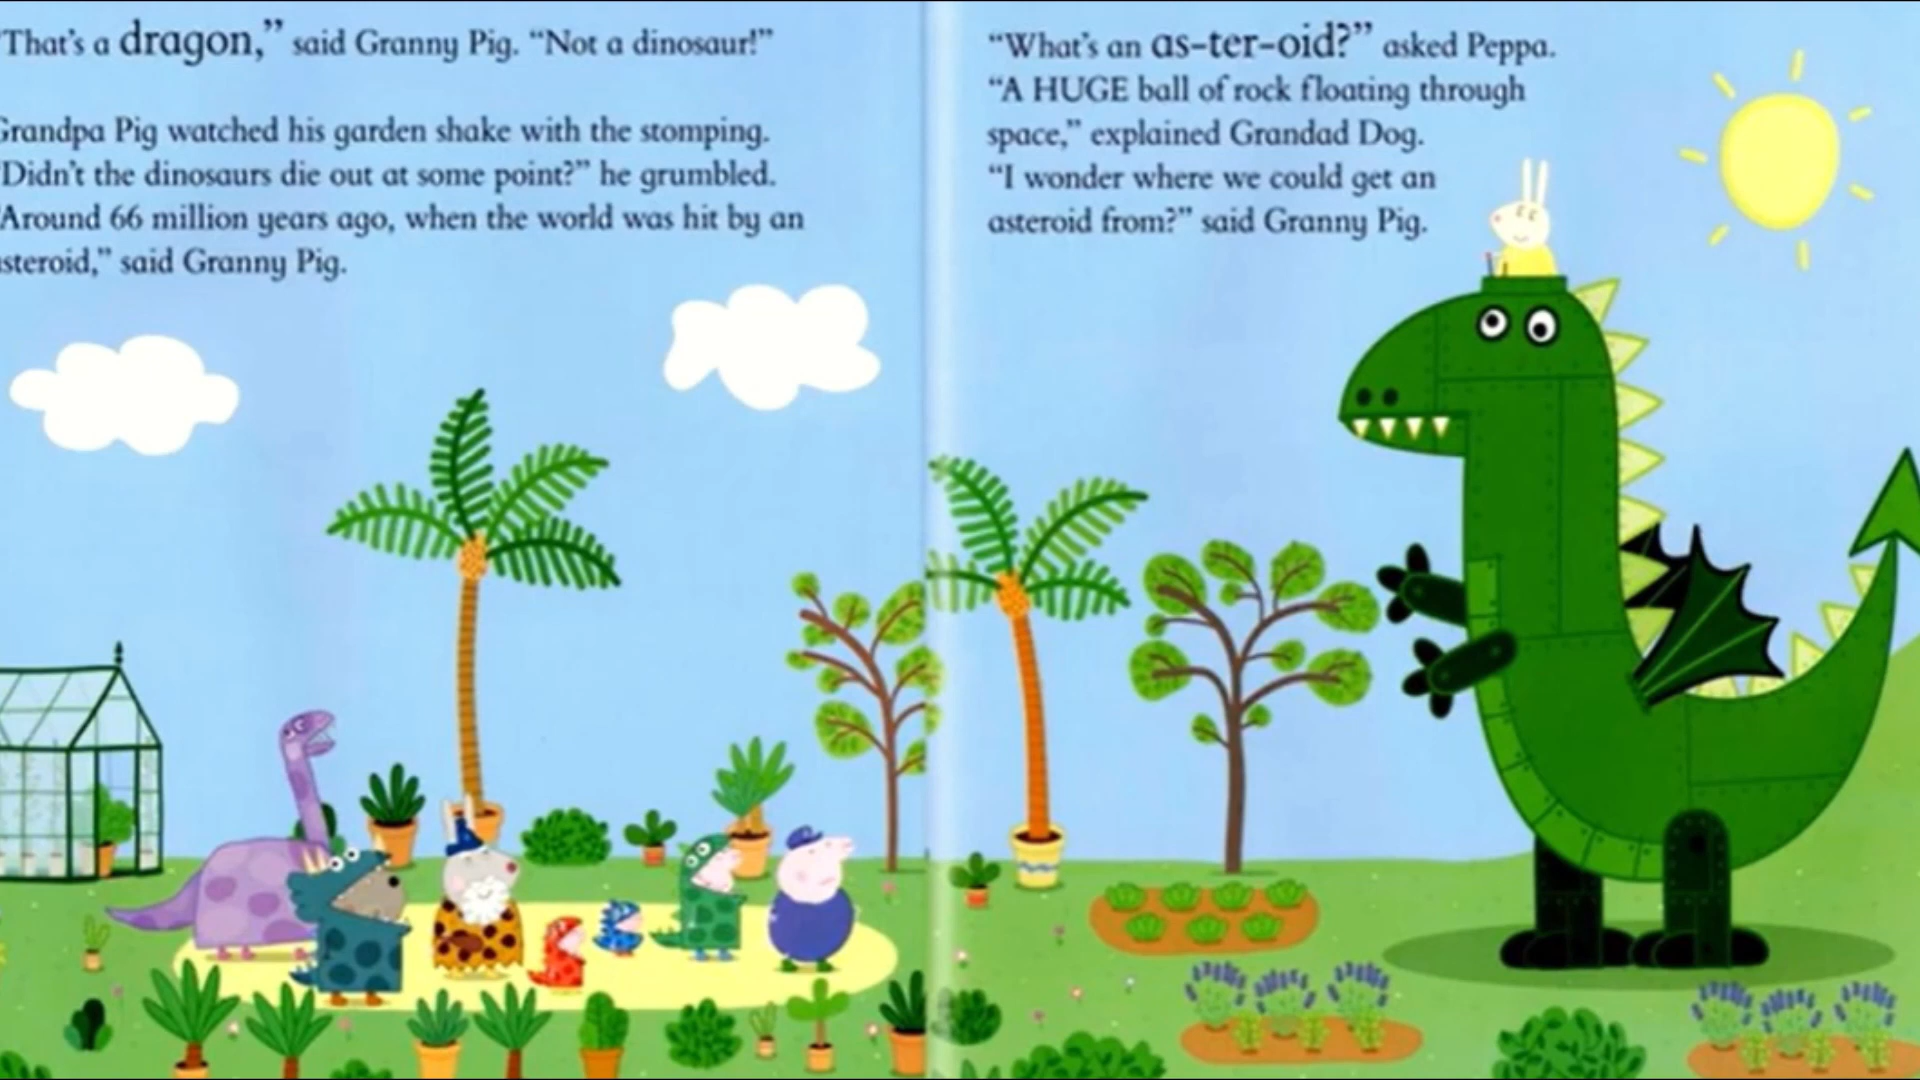 That's a dragon,” said Granny Pig. “Not a dinosaur!”
Grandpa Pig watched his garden shake with the stomping.
“Didn't the dinosaurs die out at some point?” he grumbled.
“Around 66 million years ago, when the world was hit by an
asteroid,” said Granny Pig.
“What's an as-ter-oid?” asked Peppa.
“A HUGE ball of rock floating through
space,” explained Grandad Dog.
“I wonder where we could get an
asteroid from?” said Granny Pig.